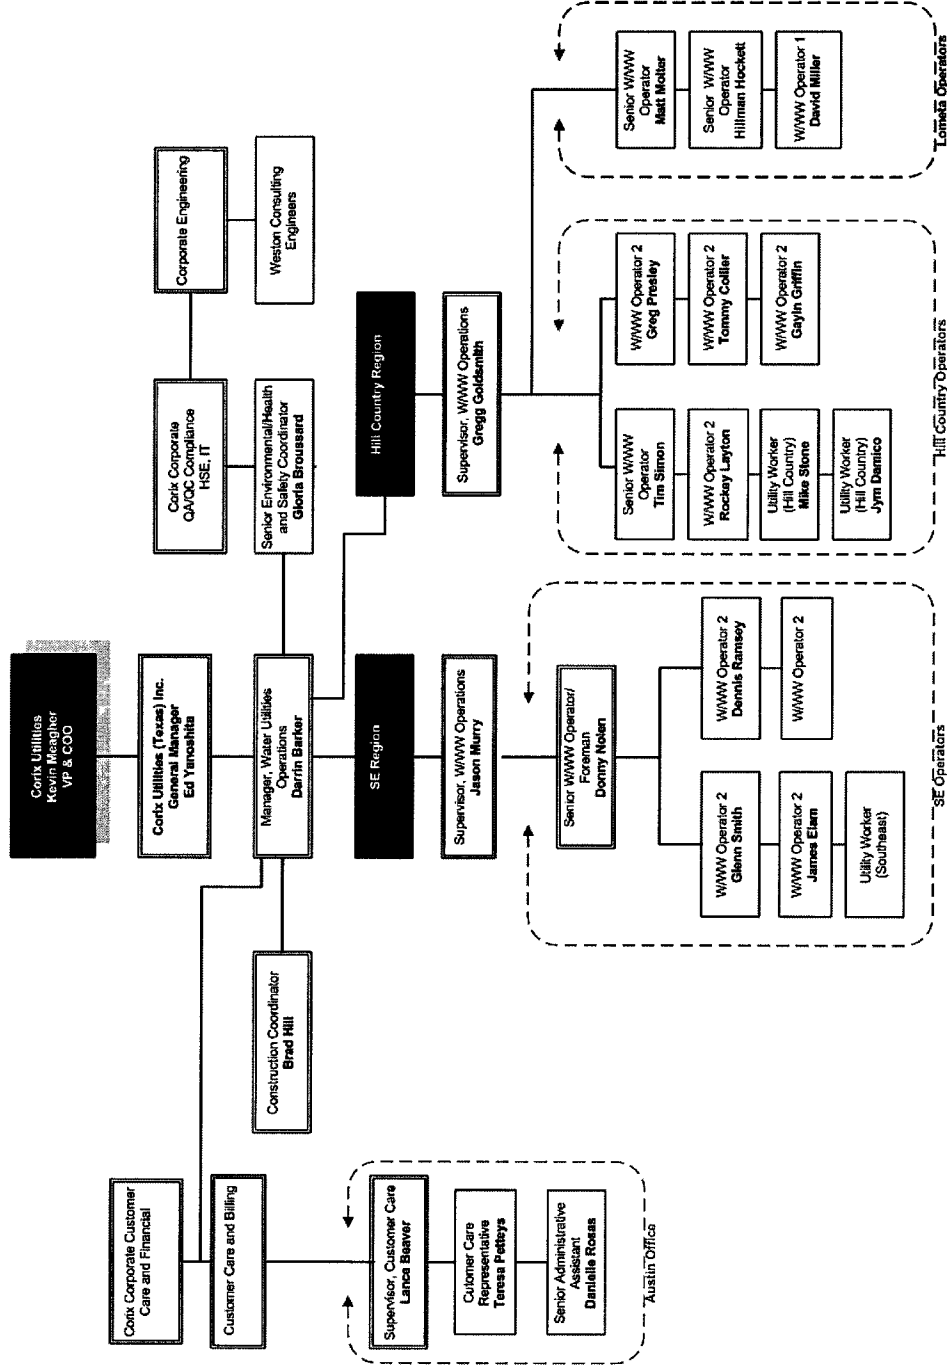 Corix Utilities
Kevin Meagher
VP & COO
Corix Utilities (Texas) Inc.
General Manager
Ed Yanoshita
Manager, Water Utilities
Operations
Darrin Barker
Corix Corporate Customer
Care and Financial
Customer Care and Billing
Construction Coordinator
Brad Hill
Corix Corporate
QA/QC Compliance
HSE, IT
Corporate Engineering
Senior Environmental/Health
and Safety Coordinator
Gloria Broussard
Weston Consulting
Engineers
Supervisor, Customer Care
Lance Beaver
Cutomer Care
Representative
Teresa Petteys
Senior Administrative
Assistant
Danielle Rosas
Austin Office
SE Region
Supervisor, W/WW Operations
Jason Murry
Senior W/WW Operator/
Foreman
Donny Nolen
W/WW Operator 2
Glenn Smith
W/WW Operator 2
James Elam
Utility Worker
(Southeast)
W/WW Operator 2
Dennis Ramsey
W/WW Operator 2
SE Operators
Hill Country Region
Supervisor, W/WW Operations
Gregg Goldsmith
Senior W/WW
Operator
Tim Simon
W/WW Operator 2
Rockey Layton
Utility Worker
(Hill Country)
Mike Stone
Utility Worker
(Hill Country)
Jym Damico
W/WW Operator 2
Greg Presley
W/WW Operator 2
Tommy Collier
W/WW Operator 2
Gayln Griffin
Hill Country Operators
Senior W/WW
Operator
Matt Molter
Senior W/WW
Operator
Hillman Hockett
W/WW Operator 1
David Miller
Lometa Operators